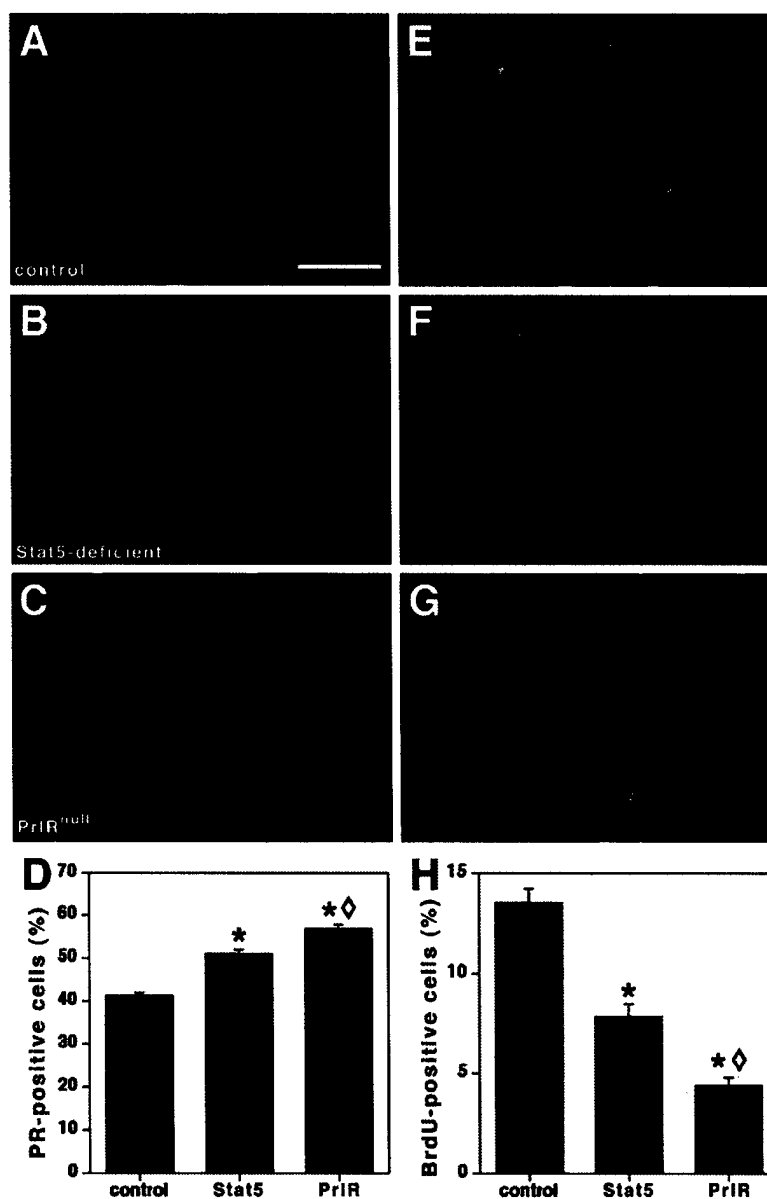 A
control
E
B
Stat5-deficient
F
C
PrlR null
G
D
PR-positive cells (%)
70
60
50
40
30
20
10
0
*
*◊
control Stat5 PrlR
H
BrdU-positive cells (%)
15
10
5
0
*
*◊
control Stat5 PrlR